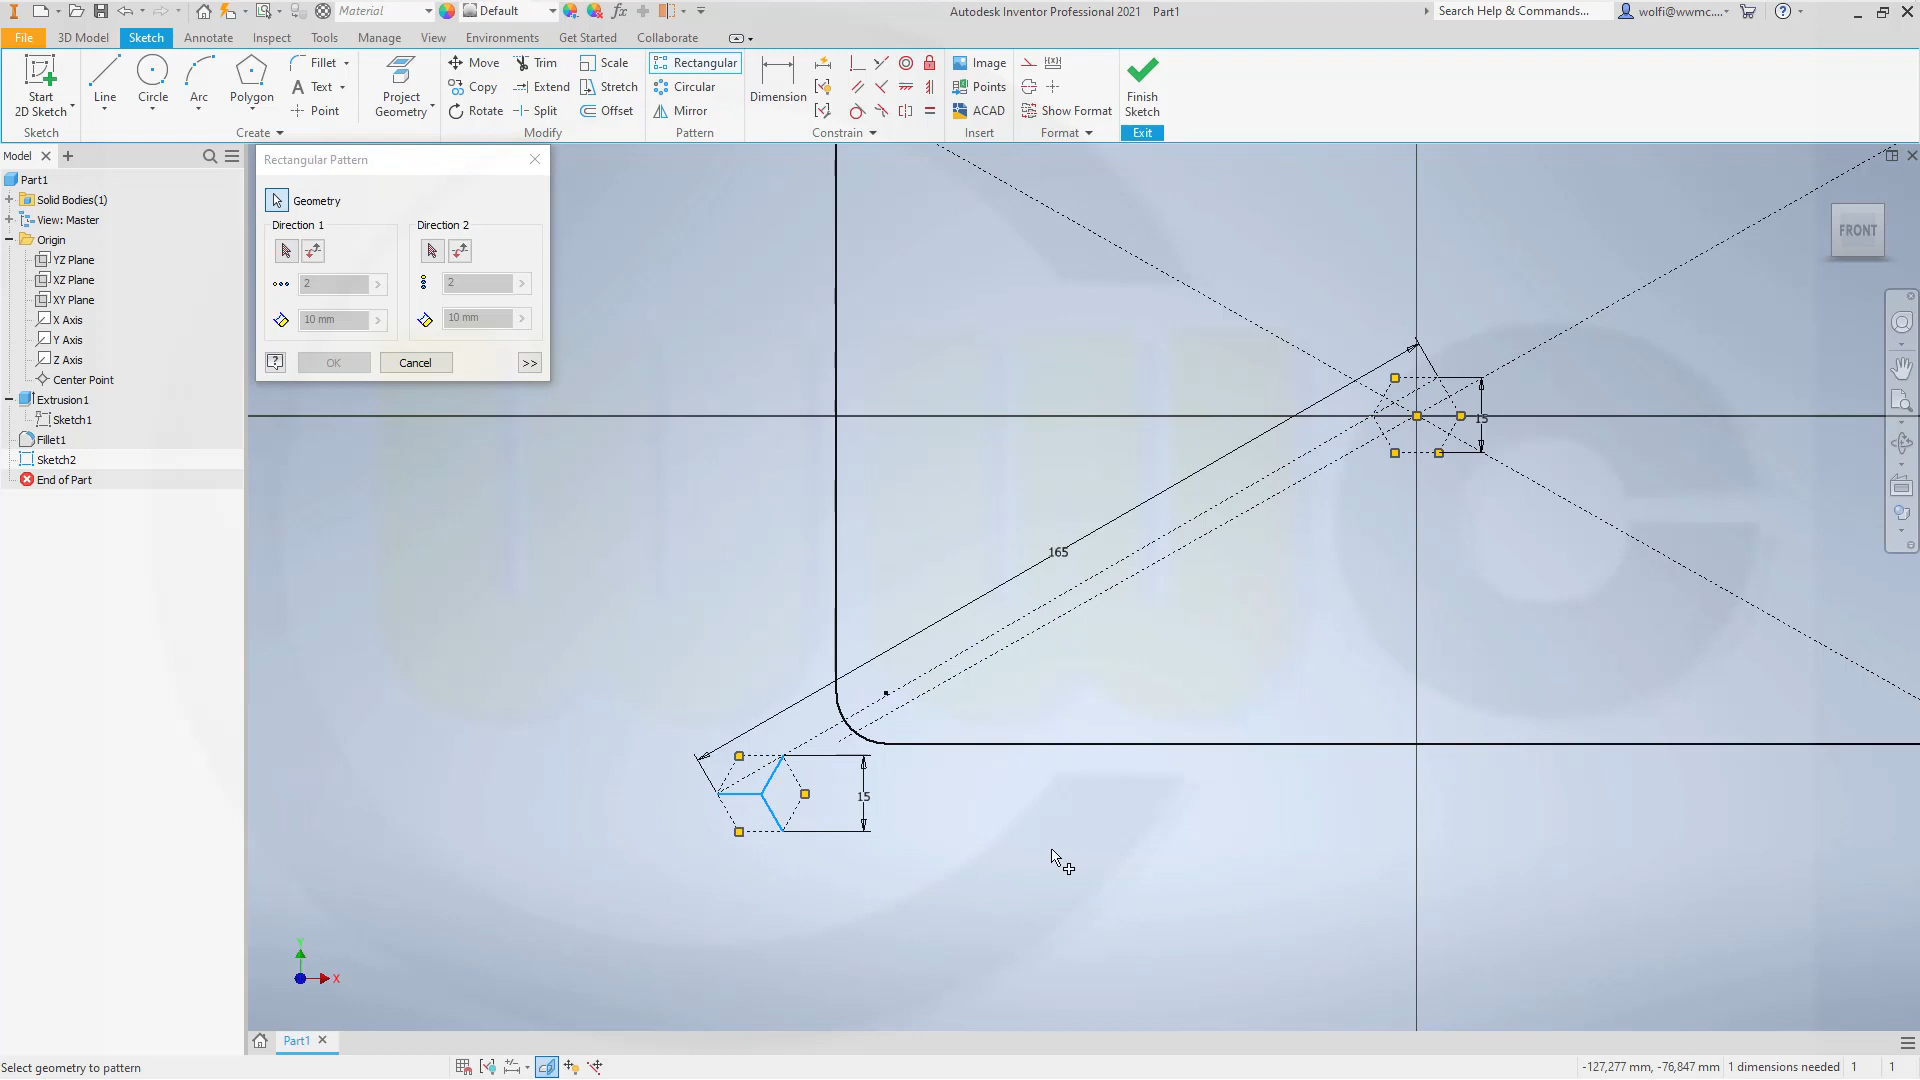 Material
Default
Autodesk Inventor Professional 2021 Part1
Search Help & Commands...
wolfi@wwmc....
File
3D Model
Sketch
Annotate
Inspect
Tools
Manage
View
Environments
Get Started
Collaborate
Start
2D Sketch
Line
Circle
Arc
Polygon
Fillet
Text
Point
Project
Geometry
Move
Copy
Rotate
Trim
Extend
Split
Scale
Stretch
Offset
Rectangular
Circular
Mirror
Dimension
Image
Points
ACAD
Show Format
Finish
Sketch
Sketch
Create
Modify
Pattern
Constrain
Insert
Format
Exit
Model
Part1
Solid Bodies(1)
View: Master
Origin
YZ Plane
XZ Plane
XY Plane
X Axis
Y Axis
Z Axis
Center Point
Extrusion1
Sketch1
Fillet1
Sketch2
End of Part
Rectangular Pattern
Geometry
Direction 1
Direction 2
2
2
10 mm
10 mm
OK
Cancel
>>
FRONT
15
165
15
Y
X
Part1
Select geometry to pattern
-127,277 mm, -76,847 mm
1 dimensions needed
1
1